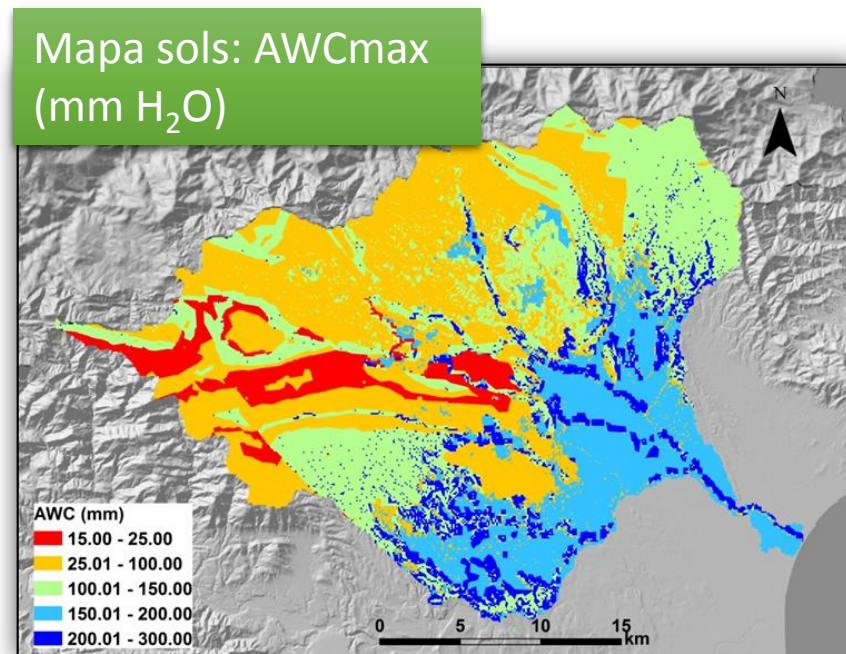 Mapa sols: AWCmax
(mm H₂O)
N
AWC (mm)
15.00 - 25.00
25.01 - 100.00
100.01 - 150.00
150.01 - 200.00
200.01 - 300.00
0 5 10 15
km